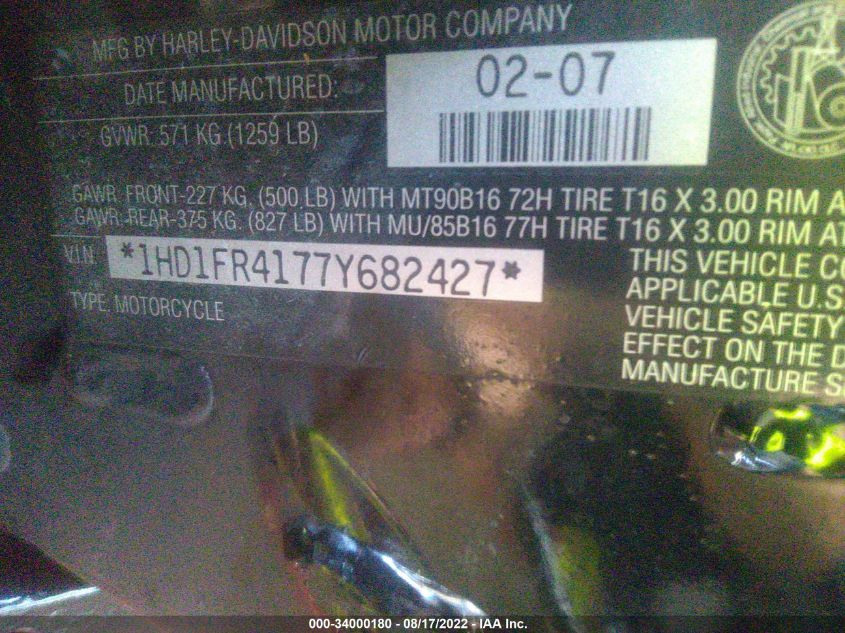 MFG BY HARLEY-DAVIDSON MOTOR COMPANY
DATE MANUFACTURED:
02-07
GVWR. 571 KG (1259 LB)
GAWR. FRONT-227 KG. (500 LB) WITH MT90B16 72H TIRE T16 X 3.00 RIM A
GAWR-REAR-375 KG. (827 LB) WITH MU/85B16 77H TIRE T16 X 3.00 RIM AT
V.I.N. *1HD1FR4177Y682427*
TYPE: MOTORCYCLE
THIS VEHICLE CO
APPLICABLE U.S.
VEHICLE SAFETY
EFFECT ON THE D
MANUFACTURE S
000-34000180 - 08/17/2022 - IAA Inc.